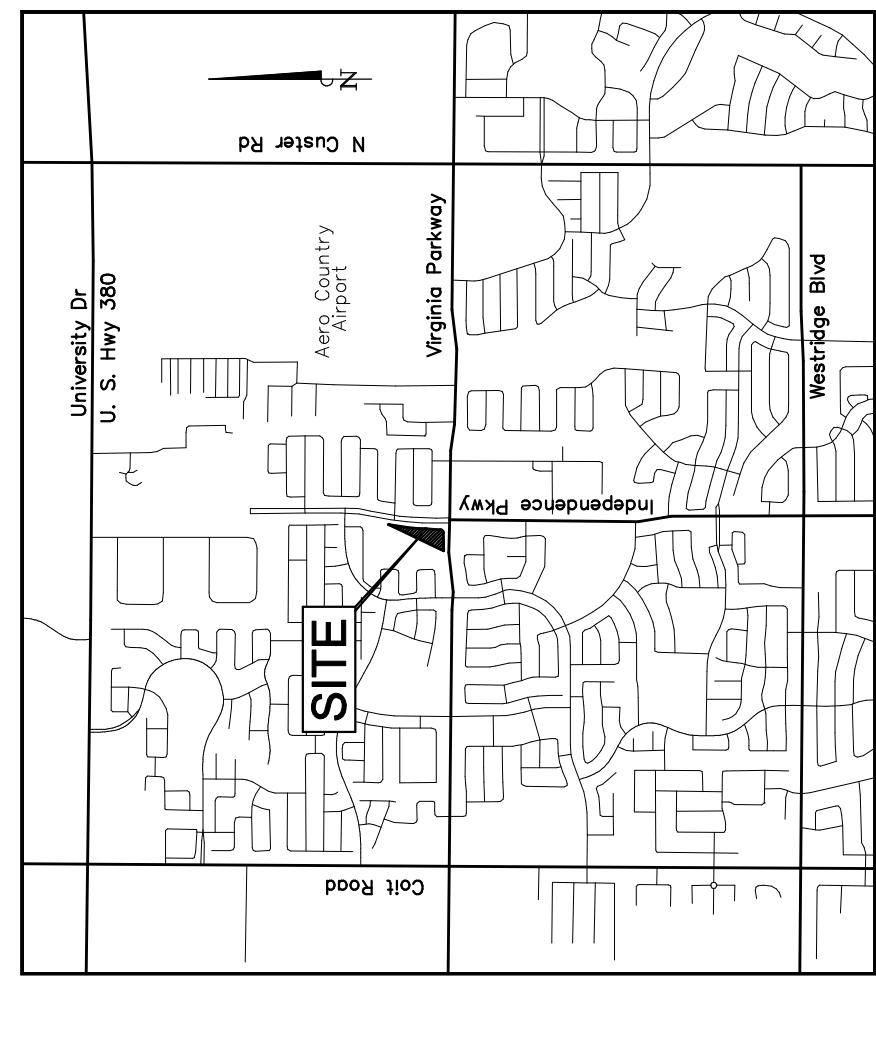 N
N Custer Rd
University Dr
U. S. Hwy 380
Aero Country
Airport
Virginia Parkway
Westridge Blvd
Independence Pkwy
SITE
Coit Road